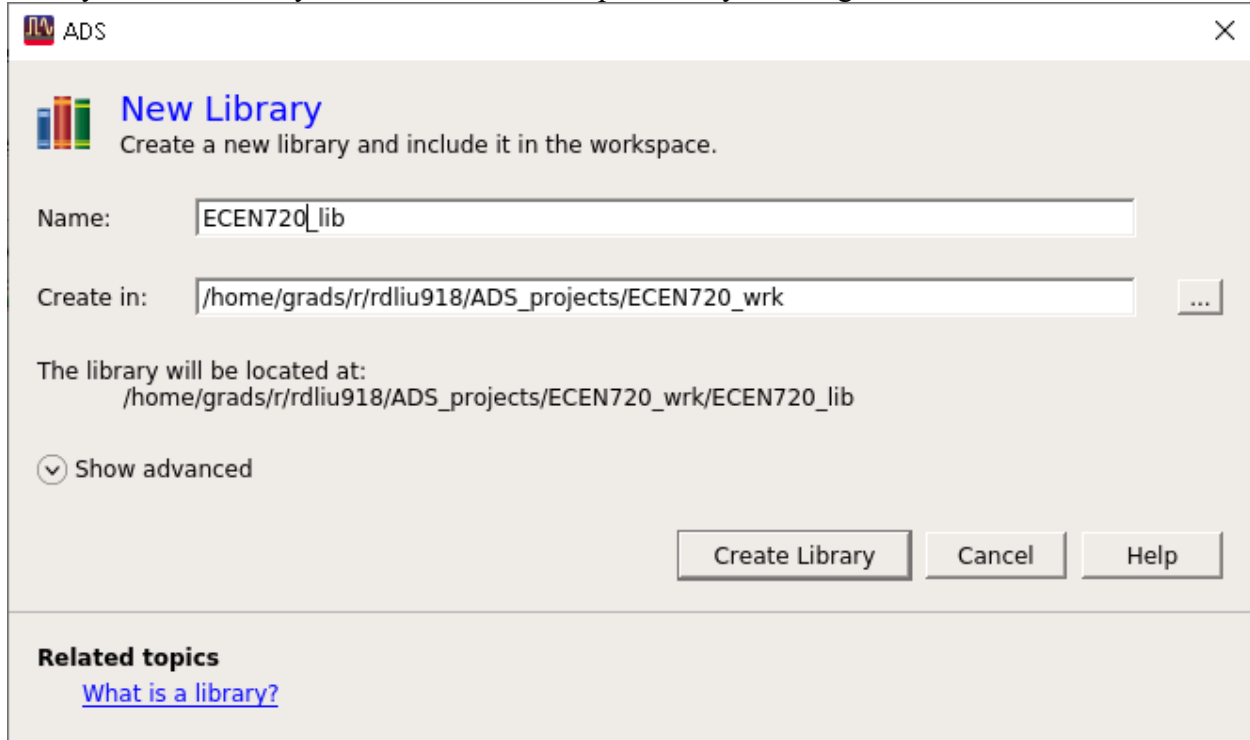 ADS
New Library
Create a new library and include it in the workspace.
Name: ECEN720_lib
Create in: /home/grads/r/rdliu918/ADS_projects/ECEN720_wrk ...
The library will be located at:
/home/grads/r/rdliu918/ADS_projects/ECEN720_wrk/ECEN720_lib
Show advanced
Create Library Cancel Help
Related topics
What is a library?